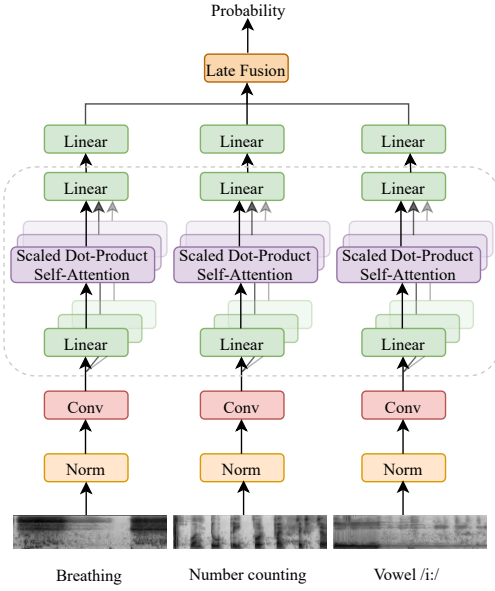 Probability
Late Fusion
Linear Linear Linear
Linear Linear Linear
Scaled Dot-Product Scaled Dot-Product Scaled Dot-Product
Self-Attention Self-Attention Self-Attention
Linear Linear Linear
Conv Conv Conv
Norm Norm Norm
Breathing Number counting Vowel /i:/